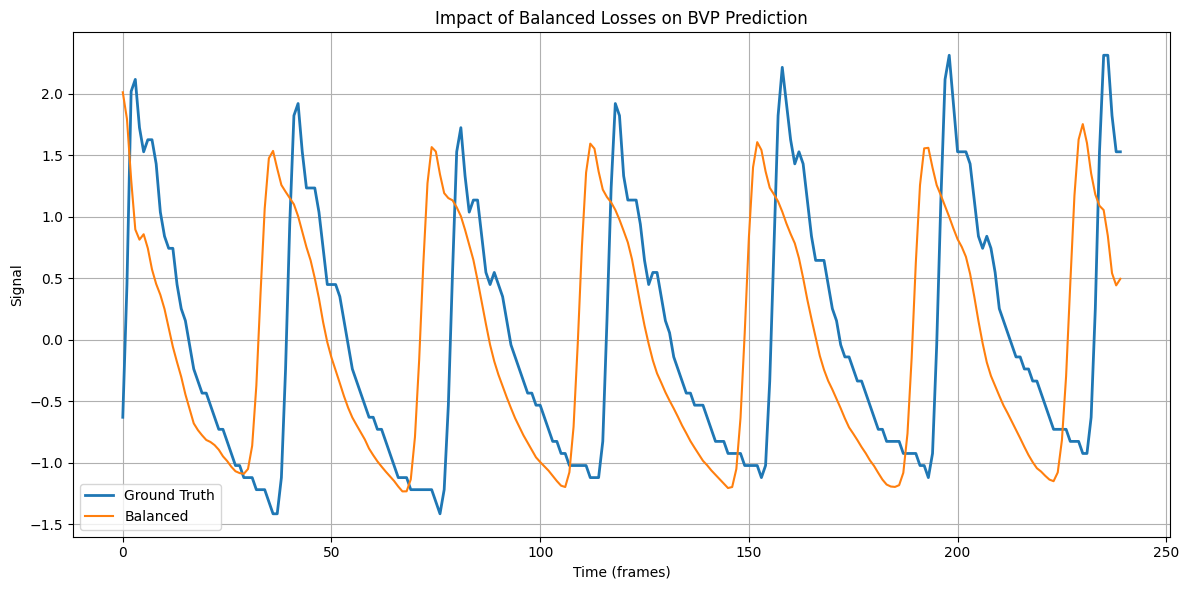 Impact of Balanced Losses on BVP Prediction
Signal
2.0
1.5
1.0
0.5
0.0
−0.5
−1.0
−1.5
Ground Truth
Balanced
0 50 100 150 200 250
Time (frames)